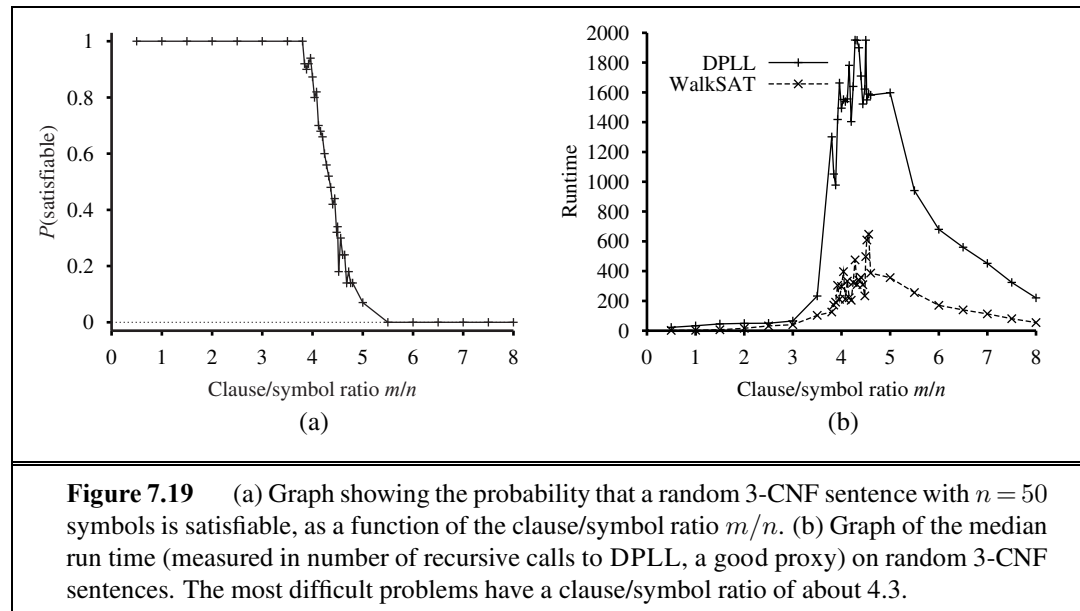 1
0.8
0.6
0.4
0.2
0
P(satisfiable)
0 1 2 3 4 5 6 7 8
Clause/symbol ratio m/n
(a)
2000
1800
1600
1400
1200
1000
800
600
400
200
0
Runtime
DPLL
WalkSAT
0 1 2 3 4 5 6 7 8
Clause/symbol ratio m/n
(b)
Figure 7.19 (a) Graph showing the probability that a random 3-CNF sentence with n = 50
symbols is satisfiable, as a function of the clause/symbol ratio m/n. (b) Graph of the median
run time (measured in number of recursive calls to DPLL, a good proxy) on random 3-CNF
sentences. The most difficult problems have a clause/symbol ratio of about 4.3.